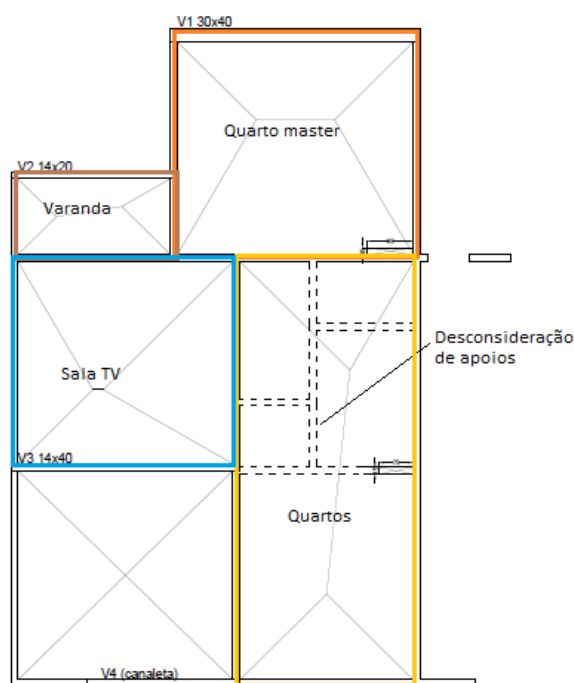 V1 30x40
Quarto master
V2 14x20
Varanda
Desconsideração
de apoios
Sala TV
V3 14x40
Quartos
V4 (canaleta)